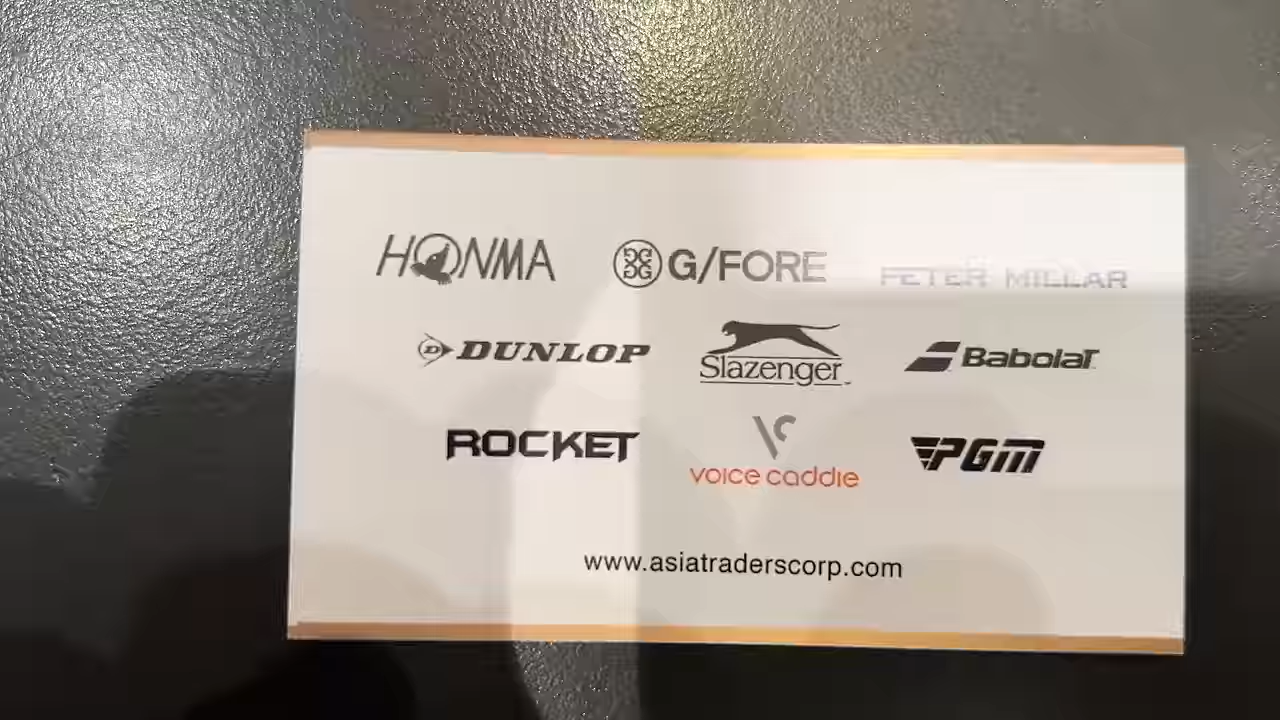 HONMA G/FORE PETER MILLAR
D DUNLOP Slazenger Babolat
ROCKET voice caddie PGM
www.asiatraderscorp.com